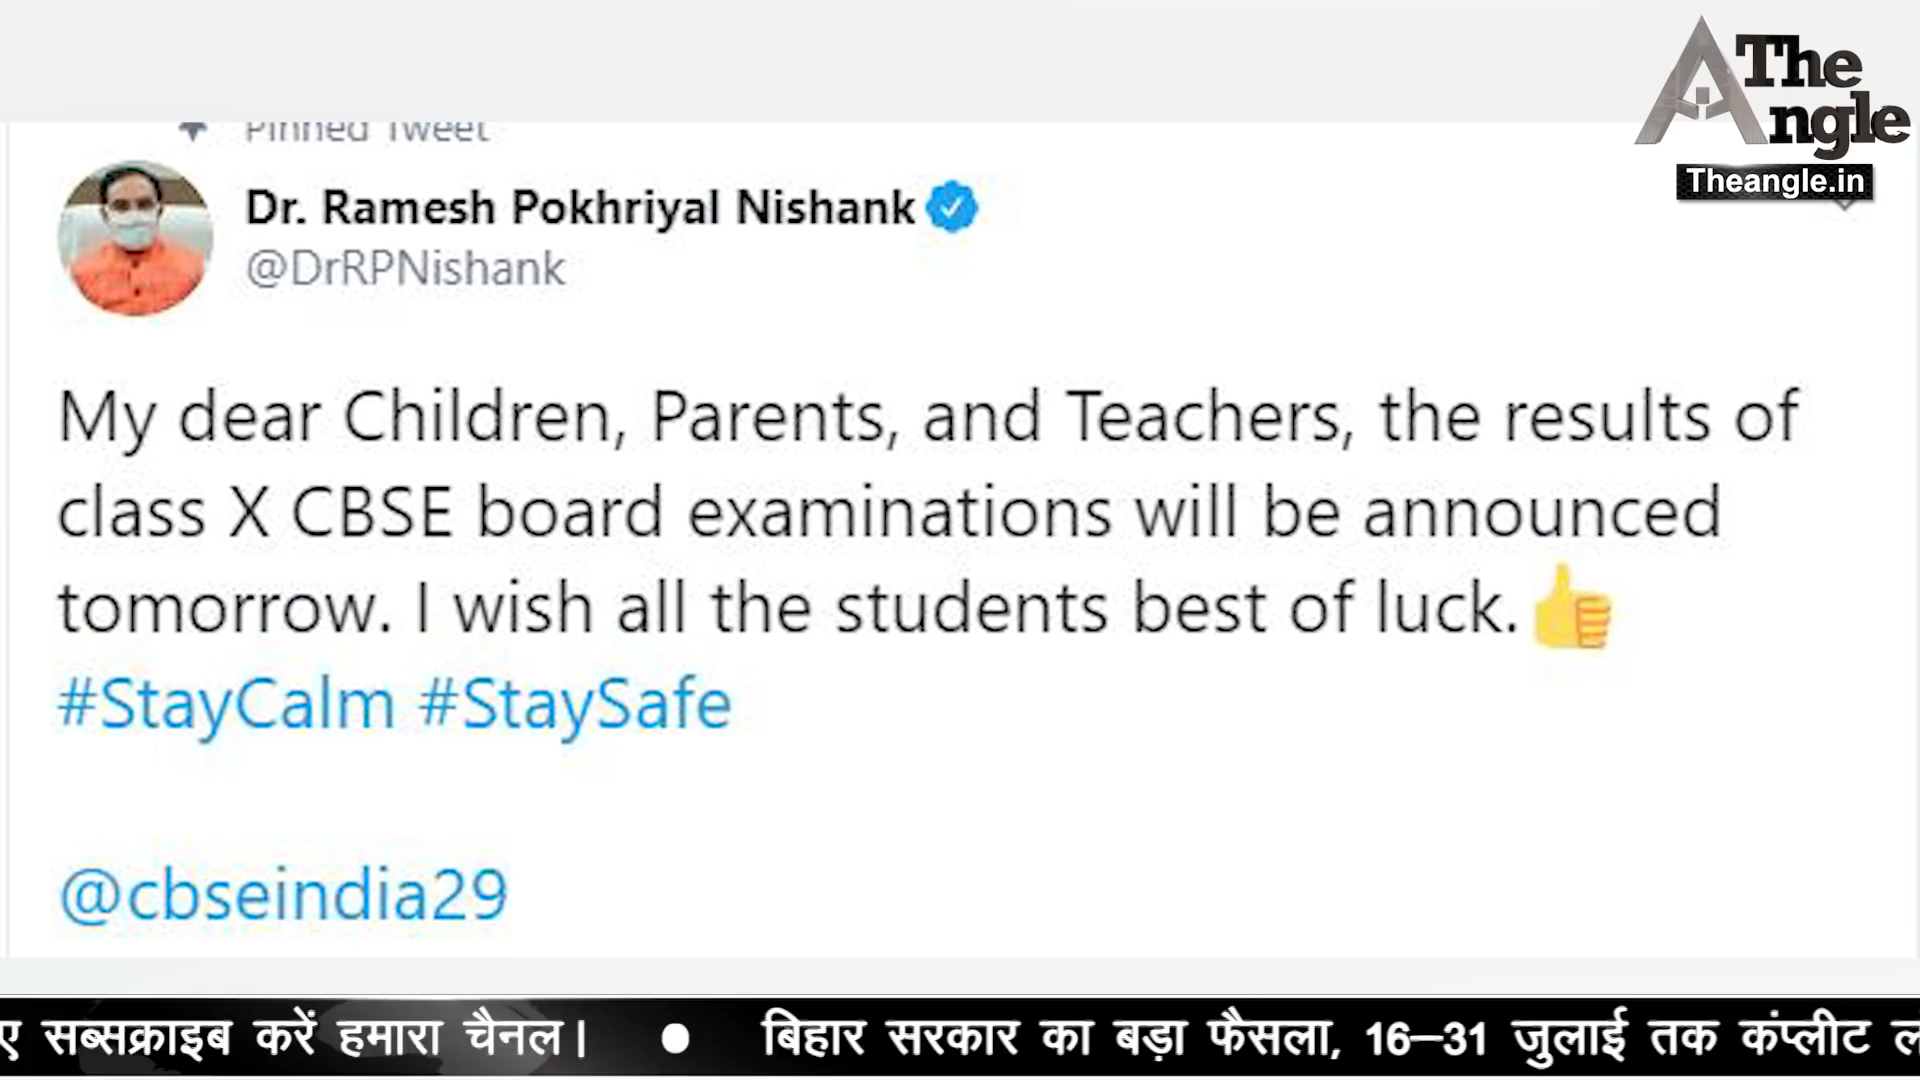 The
Angle
Theangle.in
Pinned Tweet
Dr. Ramesh Pokhriyal Nishank
@DrRPNishank
My dear Children, Parents, and Teachers, the results of
class X CBSE board examinations will be announced
tomorrow. I wish all the students best of luck.👍
#StayCalm #StaySafe
@cbseindia29
सब्सक्राइब करें हमारा चैनल। ● बिहार सरकार का बड़ा फैसला, 16–31 जुलाई तक कंप्लीट